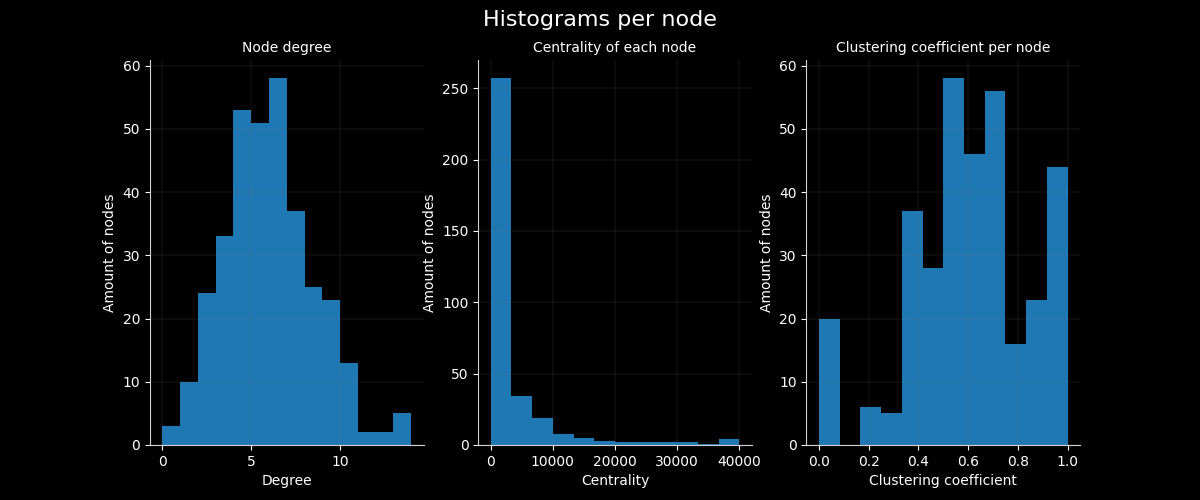 Histograms per node
Node degree
60
50
40
30
20
10
0
Amount of nodes
0 5 10
Degree
Centrality of each node
250
200
150
100
50
0
Amount of nodes
0 10000 20000 30000 40000
Centrality
Clustering coefficient per node
60
50
40
30
20
10
0
Amount of nodes
0.0 0.2 0.4 0.6 0.8 1.0
Clustering coefficient